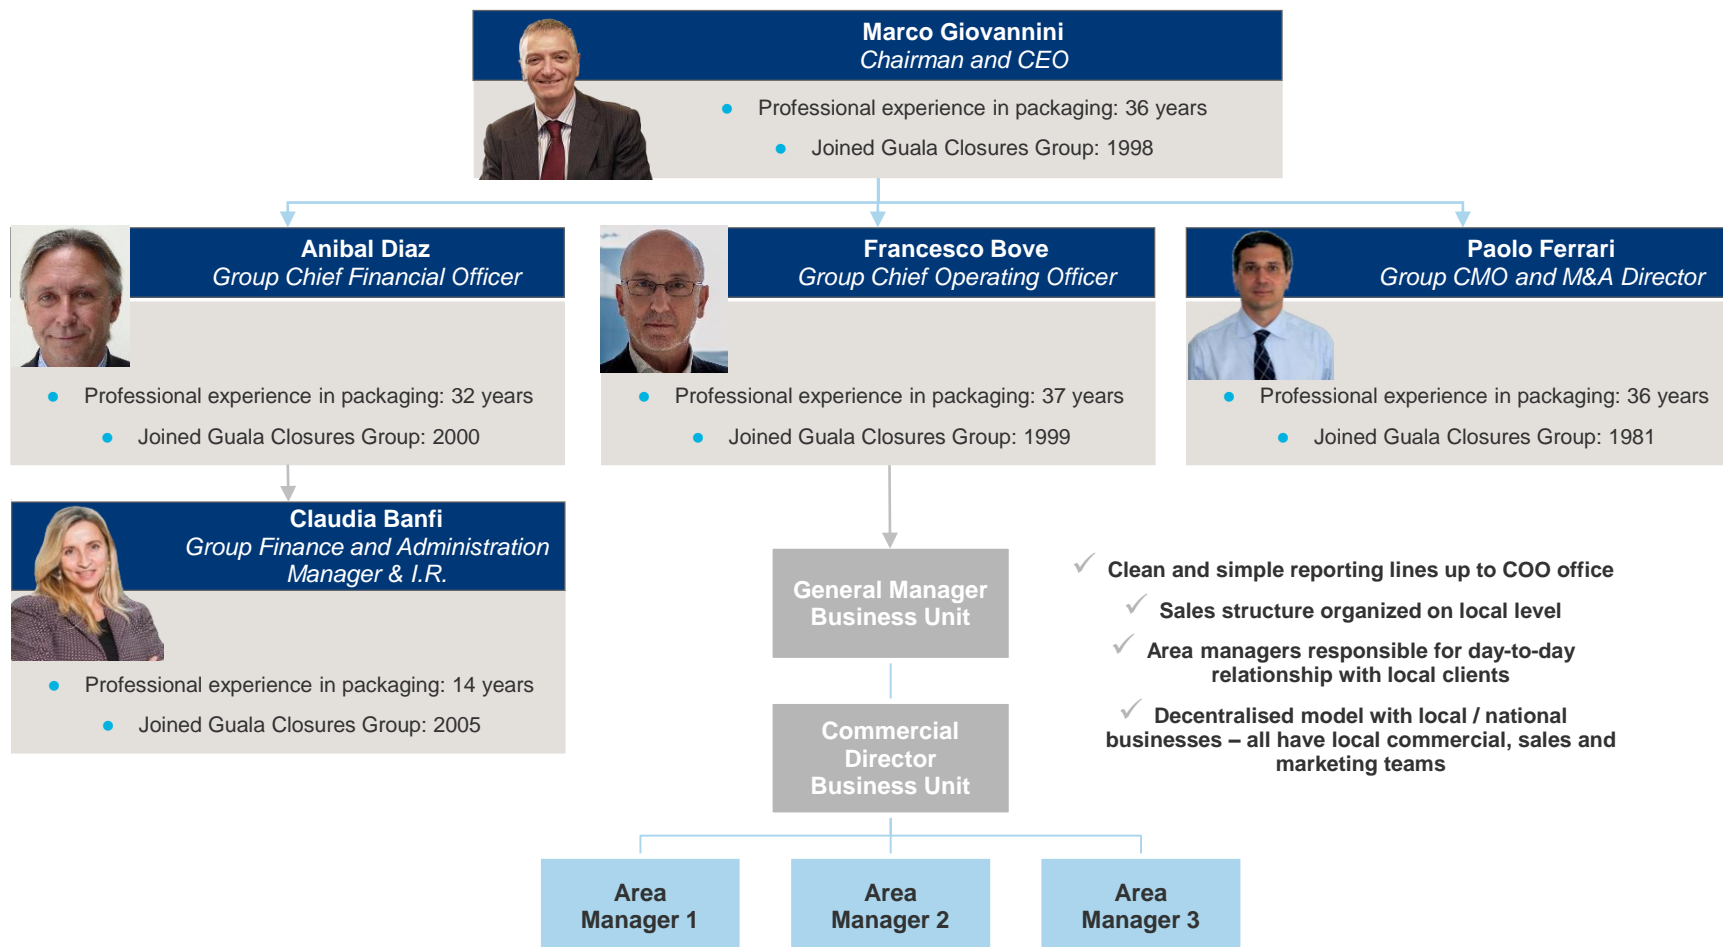 Marco Giovannini
Chairman and CEO
Professional experience in packaging: 36 years
Joined Guala Closures Group: 1998
Anibal Diaz
Group Chief Financial Officer
Professional experience in packaging: 32 years
Joined Guala Closures Group: 2000
Francesco Bove
Group Chief Operating Officer
Professional experience in packaging: 37 years
Joined Guala Closures Group: 1999
Paolo Ferrari
Group CMO and M&A Director
Professional experience in packaging: 36 years
Joined Guala Closures Group: 1981
Claudia Banfi
Group Finance and Administration
Manager & I.R.
Professional experience in packaging: 14 years
Joined Guala Closures Group: 2005
General Manager
Business Unit
Commercial
Director
Business Unit
Clean and simple reporting lines up to COO office
Sales structure organized on local level
Area managers responsible for day-to-day
relationship with local clients
Decentralised model with local / national
businesses – all have local commercial, sales and
marketing teams
Area
Manager 1
Area
Manager 2
Area
Manager 3